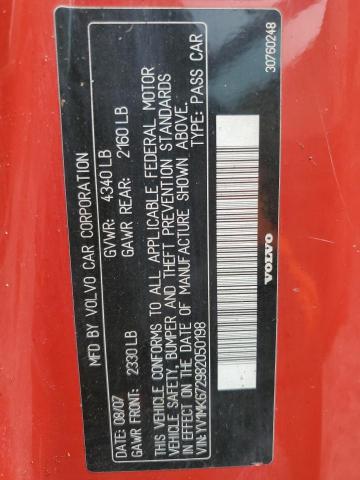 MFD BY VOLVO CAR CORPORATION
DATE: 08/07 GVWR: 4340 LB
GAWR FRONT: 2330 LB GAWR REAR: 2160 LB
THIS VEHICLE CONFORMS TO ALL APPLICABLE FEDERAL MOTOR
VEHICLE SAFETY, BUMPER AND THEFT PREVENTION STANDARDS
IN EFFECT ON THE DATE OF MANUFACTURE SHOWN ABOVE.
VIN: YV1MK672982050198 TYPE: PASS CAR
VOLVO
30760248